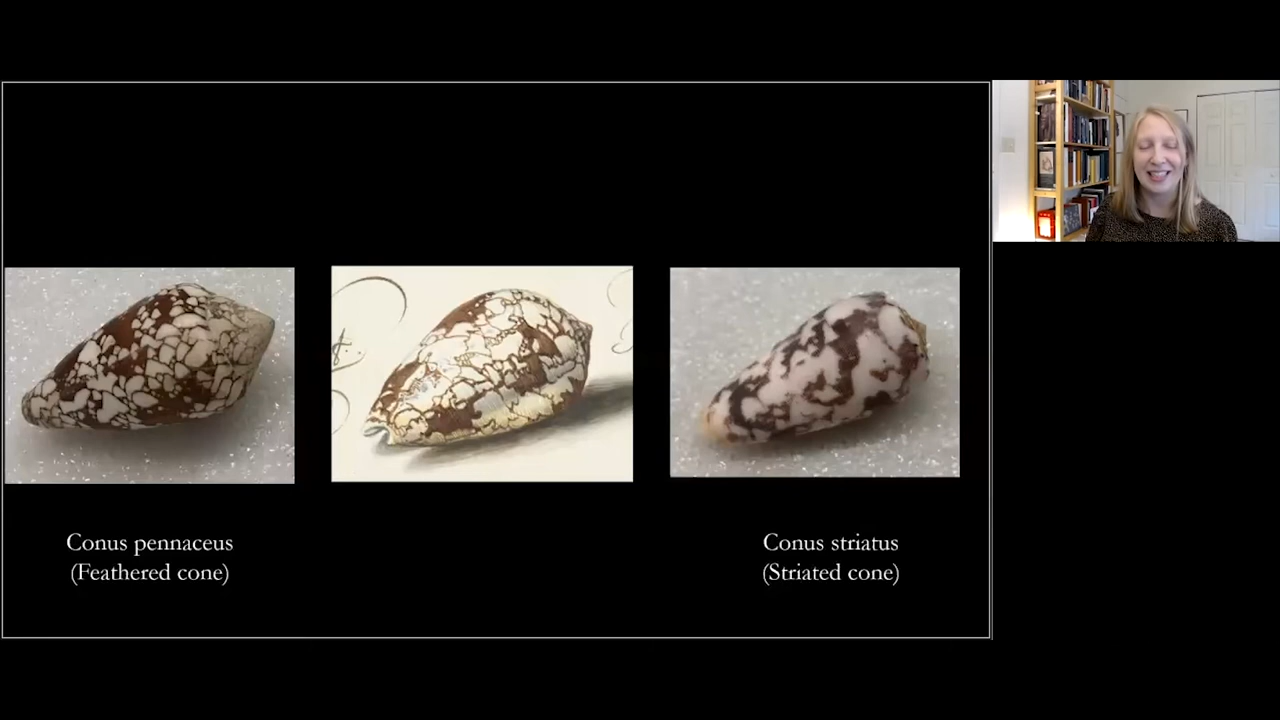 Conus pennaceus
(Feathered cone)
Conus striatus
(Striated cone)